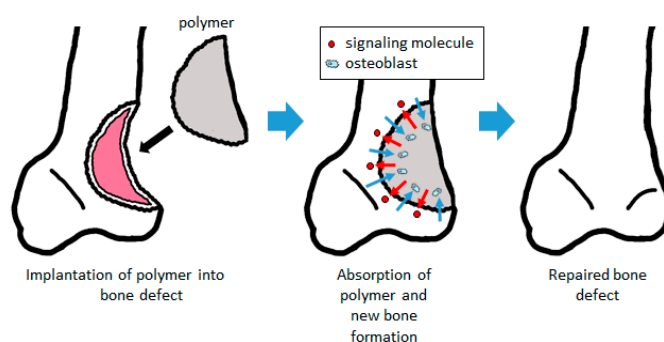 polymer
signaling molecule
osteoblast
Implantation of polymer into
bone defect
Absorption of
polymer and
new bone
formation
Repaired bone
defect